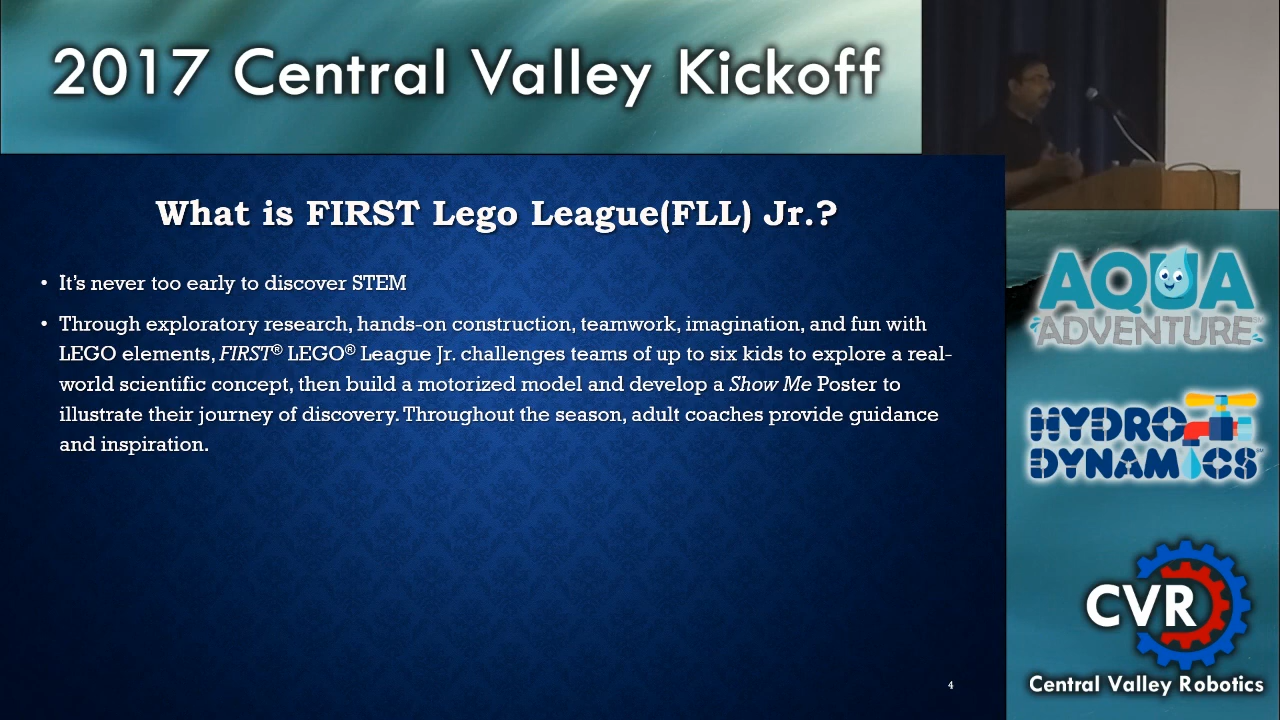 2017 Central Valley Kickoff
What is FIRST Lego League(FLL) Jr.?
• It's never too early to discover STEM
• Through exploratory research, hands-on construction, teamwork, imagination, and fun with
LEGO elements, FIRST® LEGO® League Jr. challenges teams of up to six kids to explore a real-
world scientific concept, then build a motorized model and develop a Show Me Poster to
illustrate their journey of discovery. Throughout the season, adult coaches provide guidance
and inspiration.
4
AQUA
ADVENTURE
HYDRO
DYNAMICS
CVR
Central Valley Robotics